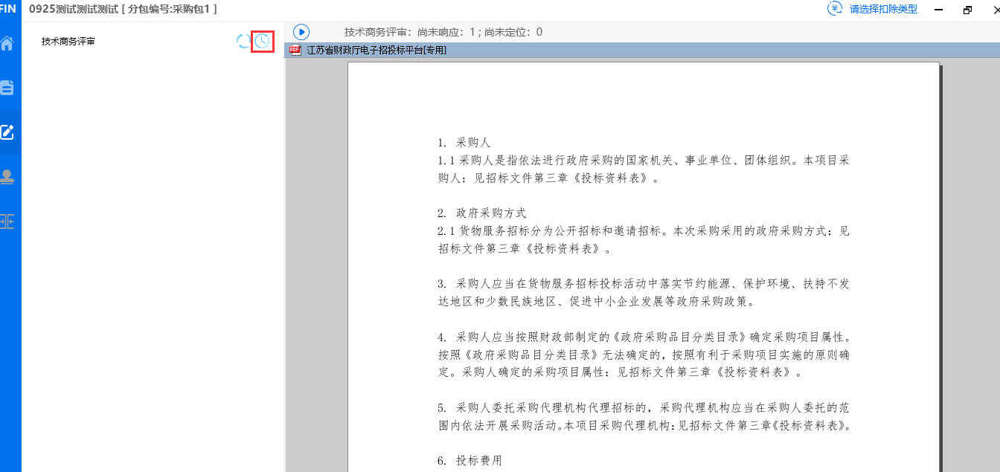 FIN
0925测试测试测试 [ 分包编号:采购包1 ]
请选择扣除类型
技术商务评审
技术商务评审：尚未响应：1；尚未定位：0
江苏省财政厅电子招投标平台[专用]
1. 采购人
1.1 采购人是指依法进行政府采购的国家机关、事业单位、团体组织。本项目采
购人：见招标文件第三章《投标资料表》。
2. 政府采购方式
2.1 货物服务招标分为公开招标和邀请招标。本次采购采用的政府采购方式：见
招标文件第三章《投标资料表》。
3. 采购人应当在货物服务招标投标活动中落实节约能源、保护环境、扶持不发
达地区和少数民族地区、促进中小企业发展等政府采购政策。
4. 采购人应当按照财政部制定的《政府采购品目分类目录》确定采购项目属性。
按照《政府采购品目分类目录》无法确定的，按照有利于采购项目实施的原则确
定。采购人确定的采购项目属性：见招标文件第三章《投标资料表》。
5. 采购人委托采购代理机构代理招标的，采购代理机构应当在采购人委托的范
围内依法开展采购活动。本项目采购代理机构：见招标文件第三章《投标资料表》。
6. 投标费用